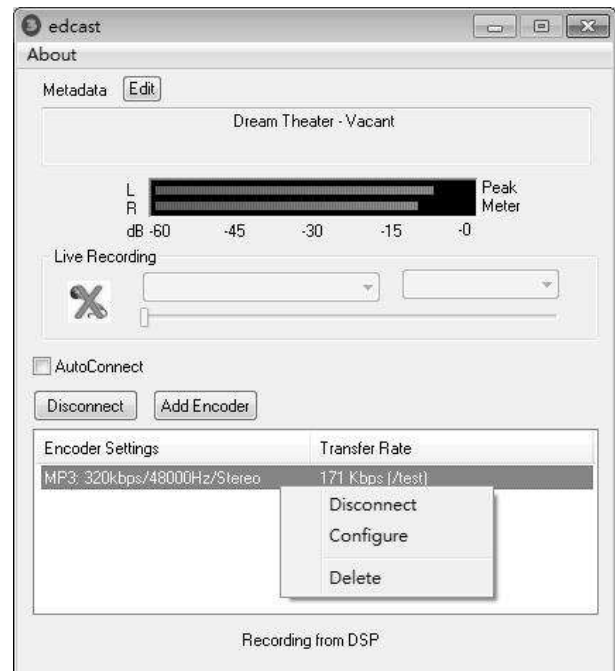 edcast
About
Metadata Edit
Dream Theater - Vacant
L
R
Peak
Meter
dB -60 -45 -30 -15 -0
Live Recording
AutoConnect
Disconnect Add Encoder
Encoder Settings Transfer Rate
MP3: 320kbps/48000Hz/Stereo 171 Kbps (/test)
Disconnect
Configure
Delete
Recording from DSP